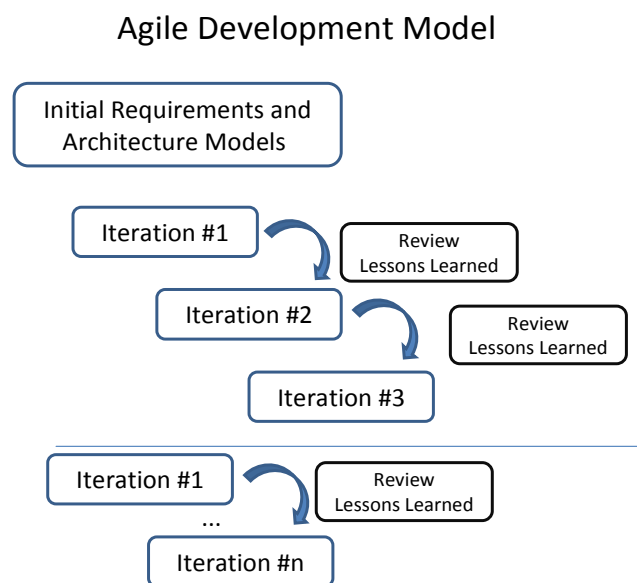 Agile Development Model
Initial Requirements and
Architecture Models
Iteration #1
Review
Lessons Learned
Iteration #2
Review
Lessons Learned
Iteration #3
Iteration #1
Review
Lessons Learned
...
Iteration #n